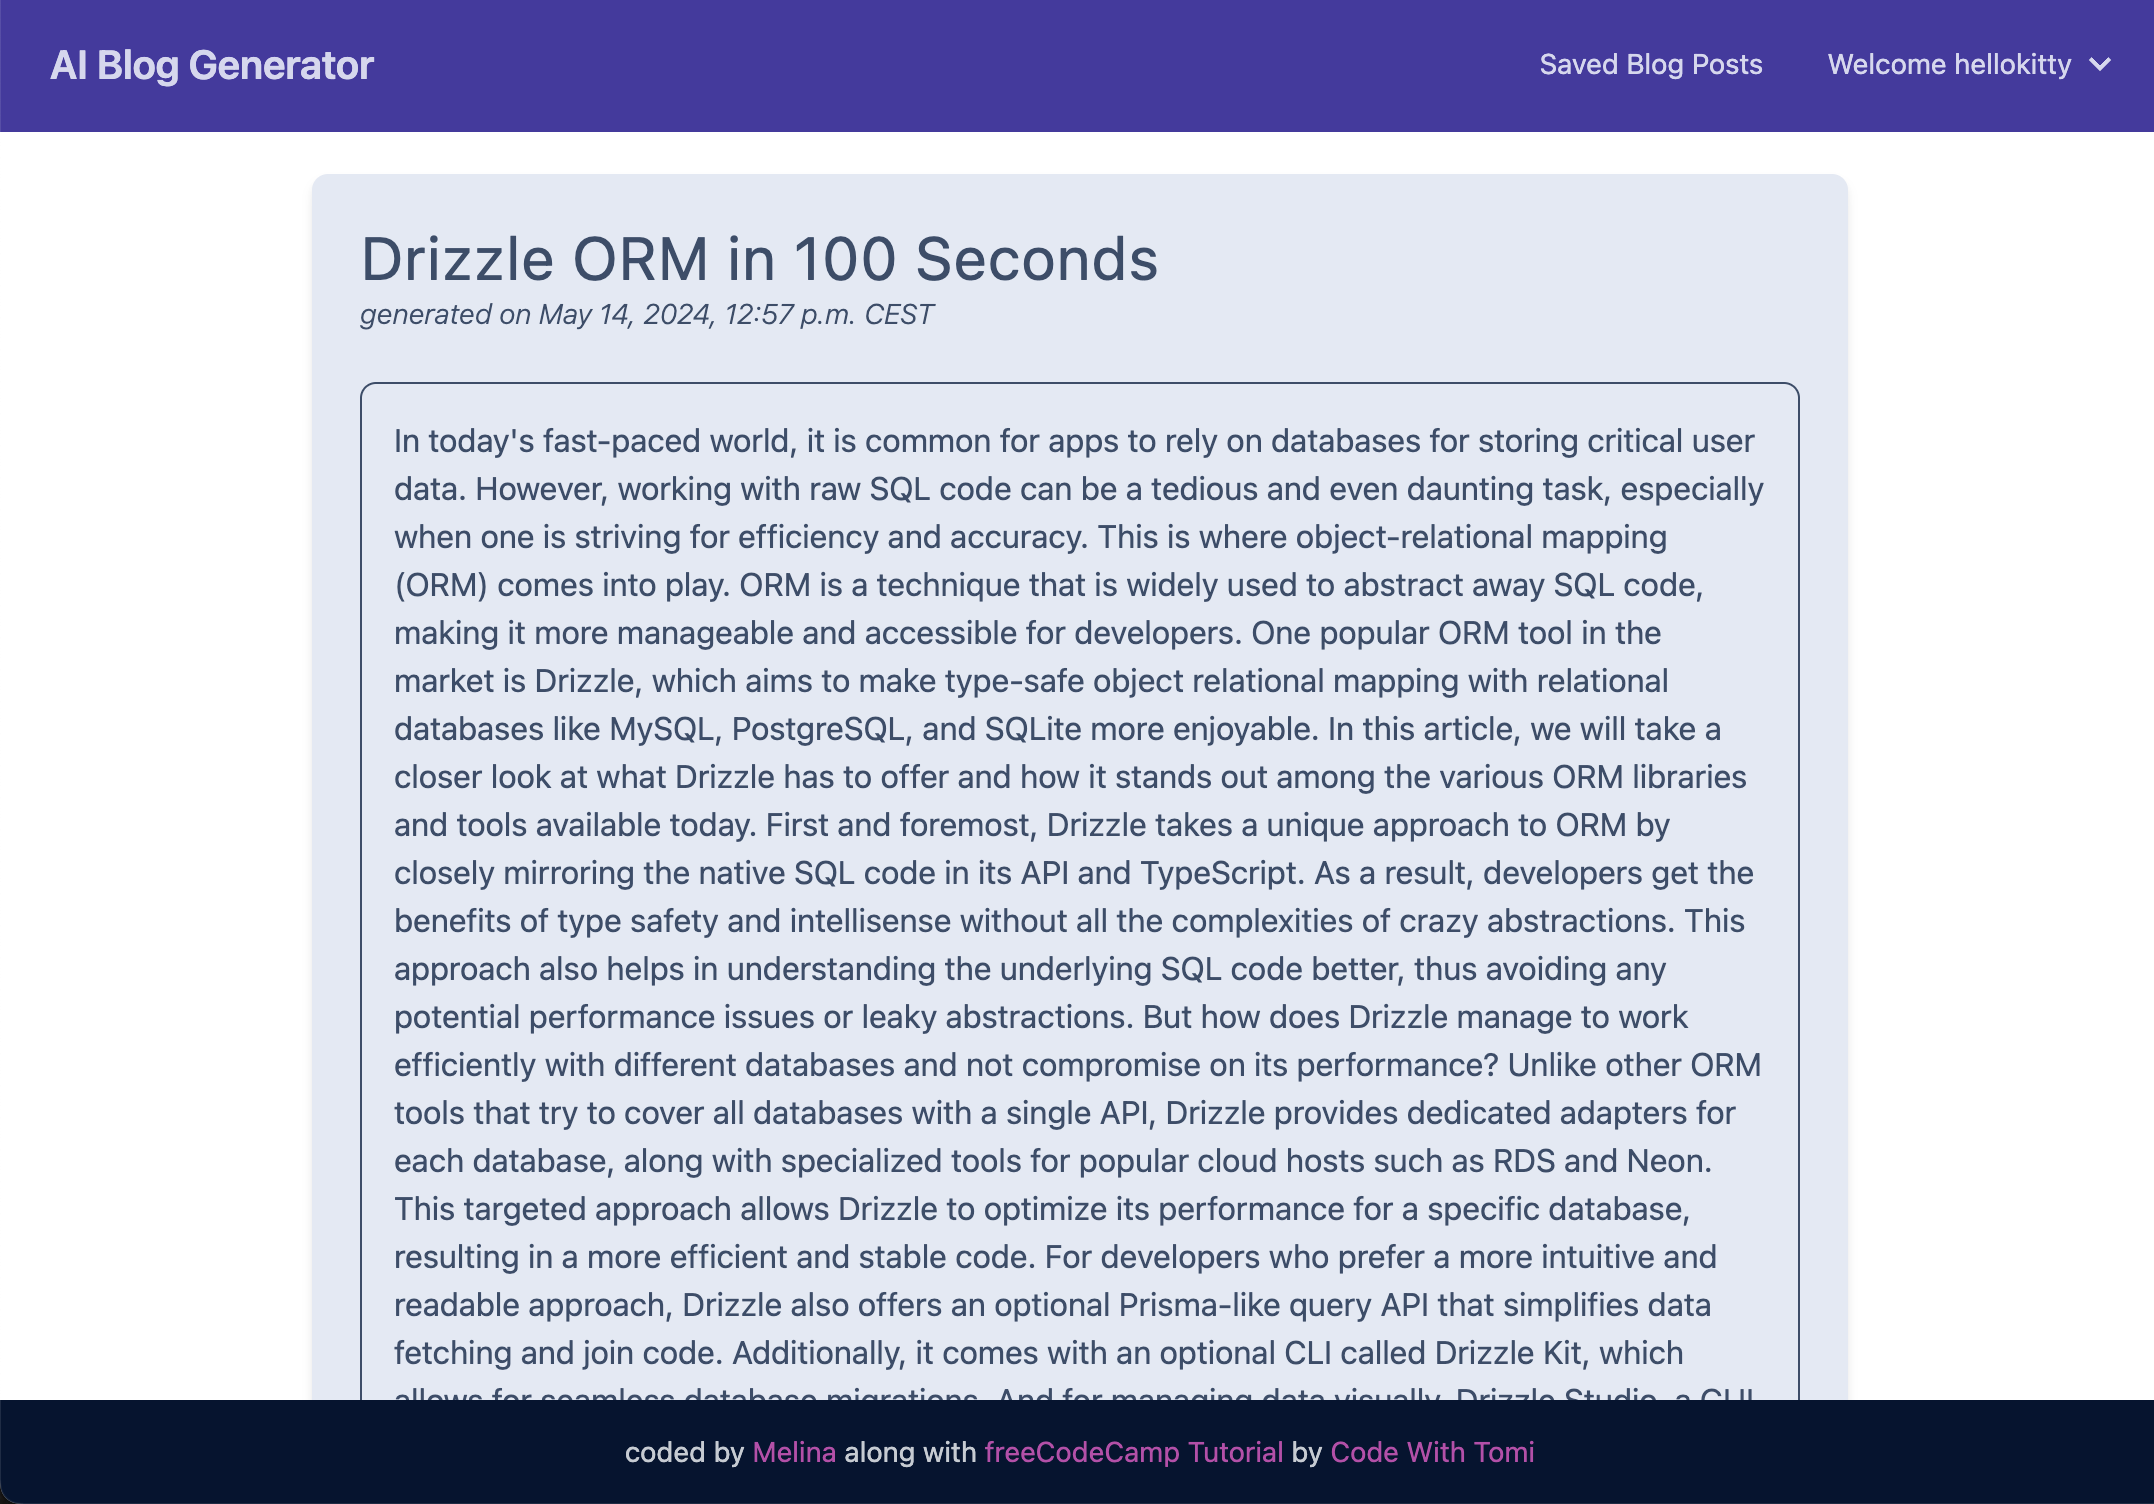 AI Blog Generator
Saved Blog Posts
Welcome hellokitty
Drizzle ORM in 100 Seconds
generated on May 14, 2024, 12:57 p.m. CEST
In today's fast-paced world, it is common for apps to rely on databases for storing critical user
data. However, working with raw SQL code can be a tedious and even daunting task, especially
when one is striving for efficiency and accuracy. This is where object-relational mapping
(ORM) comes into play. ORM is a technique that is widely used to abstract away SQL code,
making it more manageable and accessible for developers. One popular ORM tool in the
market is Drizzle, which aims to make type-safe object relational mapping with relational
databases like MySQL, PostgreSQL, and SQLite more enjoyable. In this article, we will take a
closer look at what Drizzle has to offer and how it stands out among the various ORM libraries
and tools available today. First and foremost, Drizzle takes a unique approach to ORM by
closely mirroring the native SQL code in its API and TypeScript. As a result, developers get the
benefits of type safety and intellisense without all the complexities of crazy abstractions. This
approach also helps in understanding the underlying SQL code better, thus avoiding any
potential performance issues or leaky abstractions. But how does Drizzle manage to work
efficiently with different databases and not compromise on its performance? Unlike other ORM
tools that try to cover all databases with a single API, Drizzle provides dedicated adapters for
each database, along with specialized tools for popular cloud hosts such as RDS and Neon.
This targeted approach allows Drizzle to optimize its performance for a specific database,
resulting in a more efficient and stable code. For developers who prefer a more intuitive and
readable approach, Drizzle also offers an optional Prisma-like query API that simplifies data
fetching and join code. Additionally, it comes with an optional CLI called Drizzle Kit, which
allows for seamless database migrations. And for managing data visually, Drizzle Studio, a GUI
coded by Melina along with freeCodeCamp Tutorial by Code With Tomi